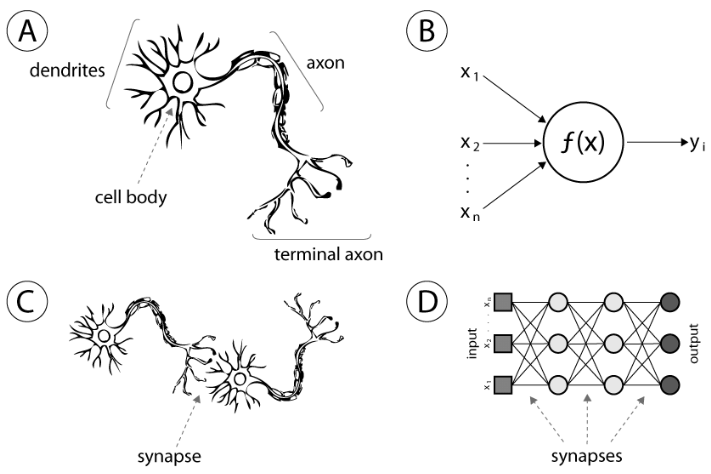 A
dendrites
axon
cell body
terminal axon
B
x1
x2
.
.
.
xn
f(x)
yi
C
synapse
D
input
xn
. . .
x2
x1
output
synapses